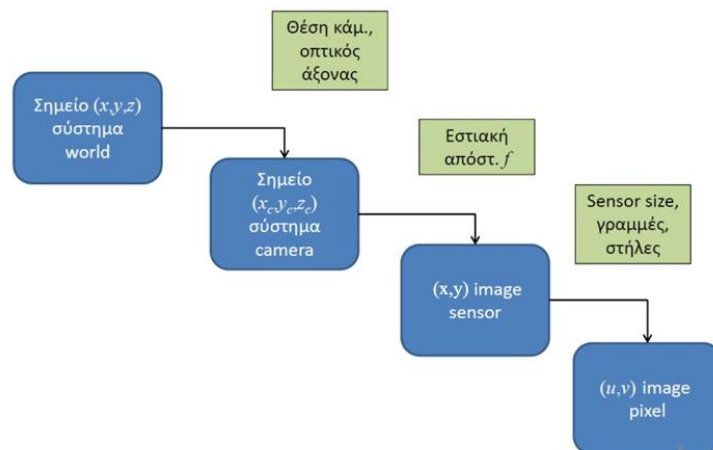 Θέση κάμ.,
οπτικός
άξονας
Σημείο (x,y,z)
σύστημα
world
Εστιακή
απόστ. f
Σημείο
(xc,yc,zc)
σύστημα
camera
Sensor size,
γραμμές,
στήλες
(x,y) image
sensor
(u,v) image
pixel